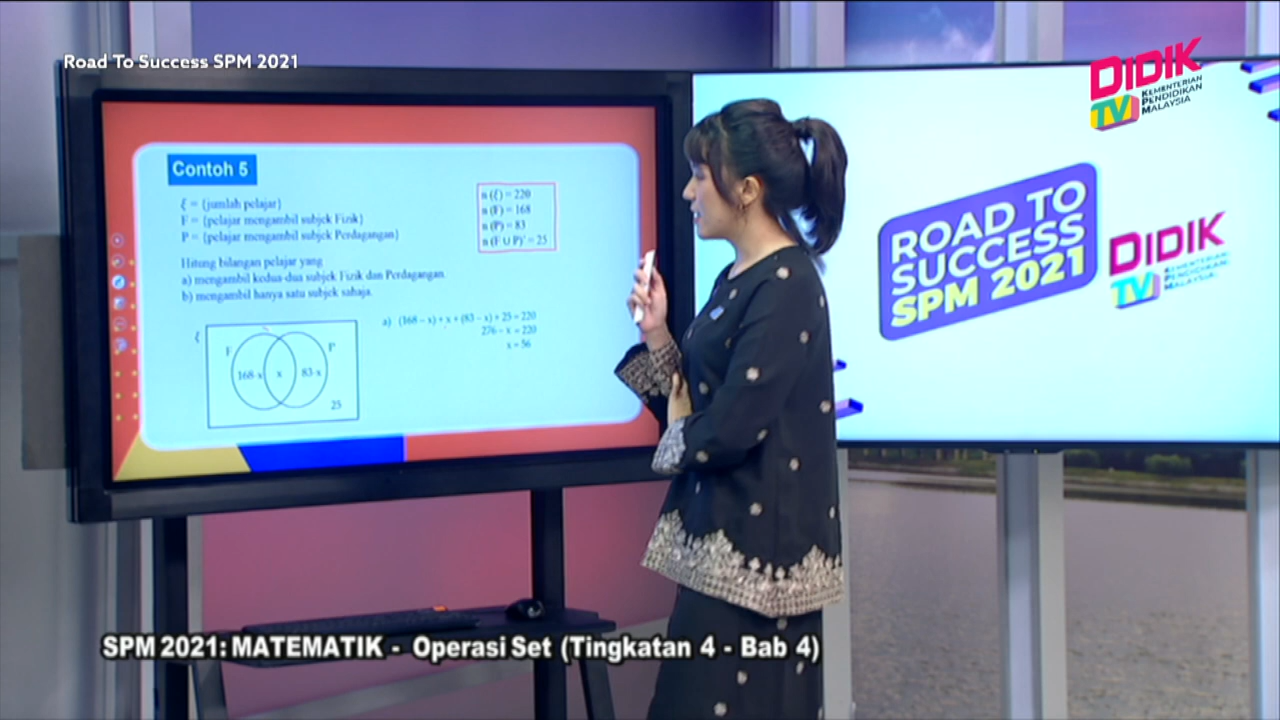 Road To Success SPM 2021
DIDIK
TV
KEMENTERIAN
PENDIDIKAN
MALAYSIA
Contoh 5
ξ = {jumlah pelajar}
F = {pelajar mengambil subjek Fizik}
P = {pelajar mengambil subjek Perdagangan}
n (ξ) = 220
n (F) = 168
n (P) = 83
n (F ∪ P)' = 25
Hitung bilangan pelajar yang
a) mengambil kedua-dua subjek Fizik dan Perdagangan.
b) mengambil hanya satu subjek sahaja.
ξ
F
P
168-x
x
83-x
25
a) (168 – x) + x + (83 – x) + 25 = 220
276 – x = 220
x = 56
ROAD TO
SUCCESS
SPM 2021
DIDIK
TV
KEMENTERIAN
PENDIDIKAN
MALAYSIA
SPM 2021: MATEMATIK - Operasi Set (Tingkatan 4 - Bab 4)